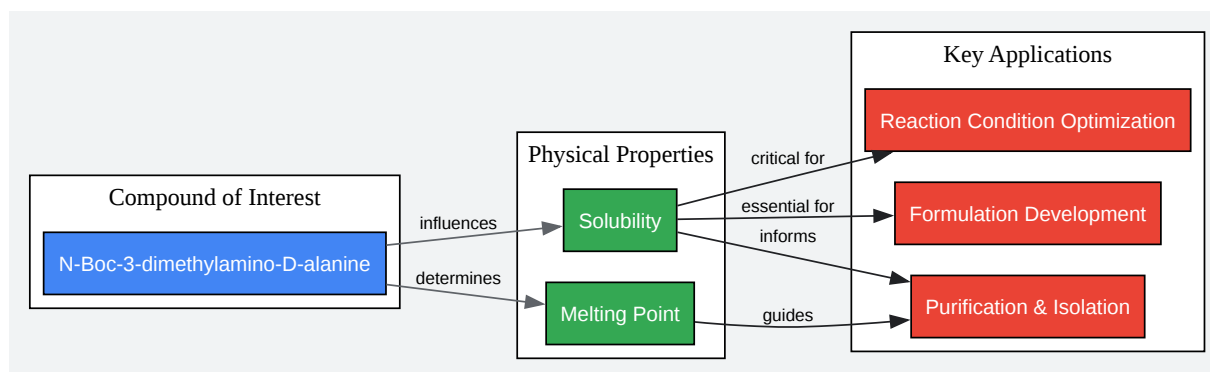 Compound of Interest
N-Boc-3-dimethylamino-D-alanine
influences
determines
Physical Properties
Solubility
Melting Point
critical for
essential for
informs
guides
Key Applications
Reaction Condition Optimization
Formulation Development
Purification & Isolation